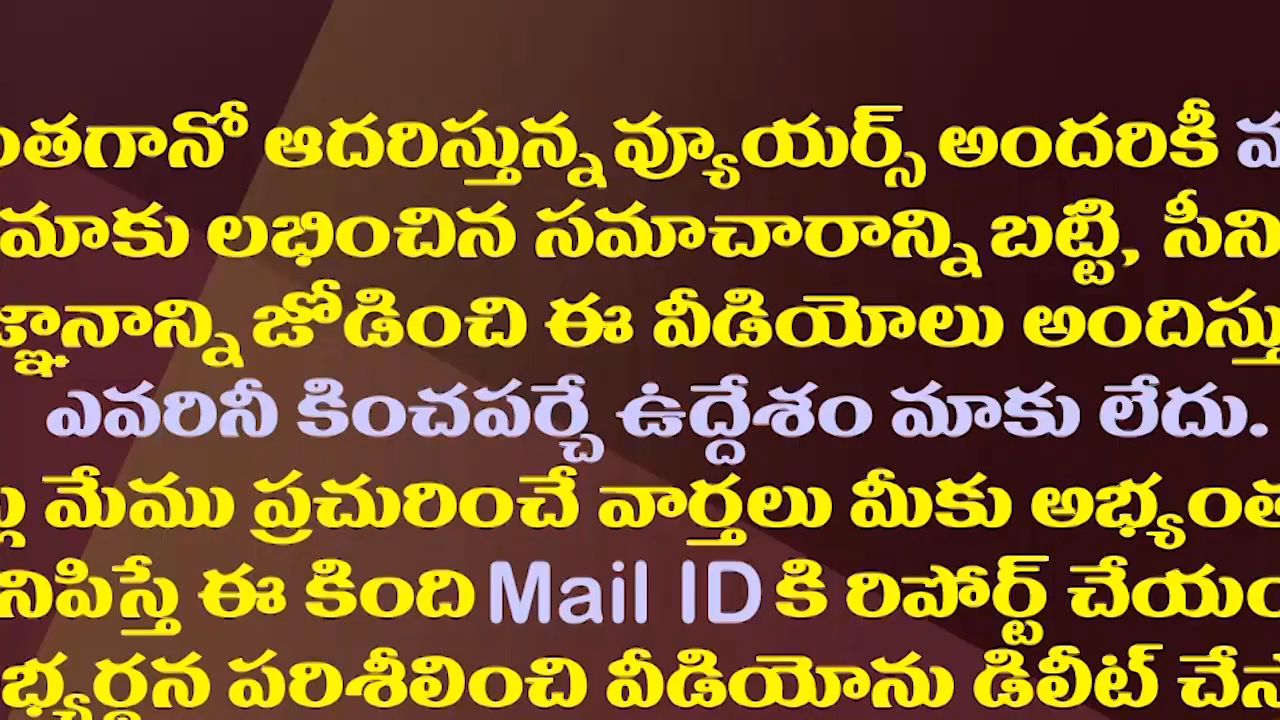 ఆదరిస్తున్న వ్యూయర్స్ అందరికీ
మాకు లభించిన సమాచారాన్ని బట్టి,
జోడించి ఈ వీడియోలు
ఎవరినీ కించపర్చే ఉద్దేశం మాకు లేదు.
మేము ప్రచురించే వార్తలు మీకు
ఈ కింది Mail ID కి రిపోర్ట్
పరిశీలించి వీడియోను డిలీట్